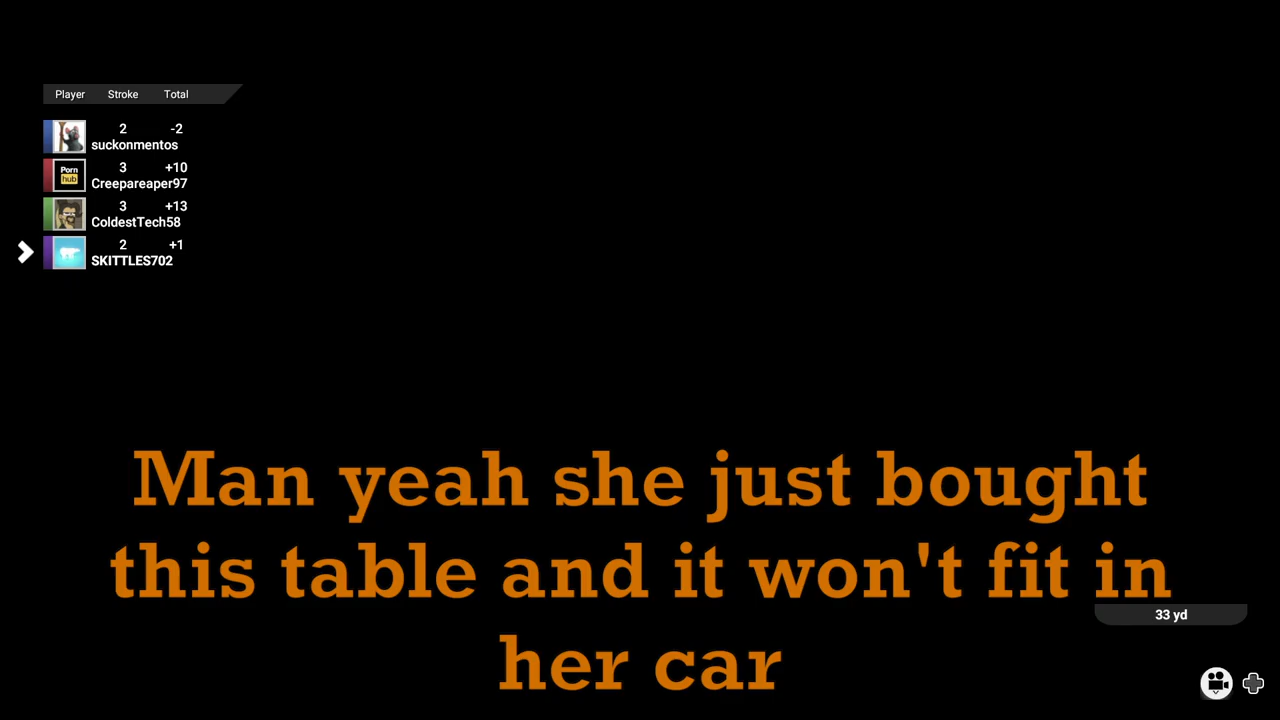 Player Stroke Total
2 -2
suckonmentos
3 +10
Porn
hub
Creepareaper97
3 +13
ColdestTech58
2 +1
SKITTLES702
Man yeah she just bought
this table and it won't fit in
her car
33 yd